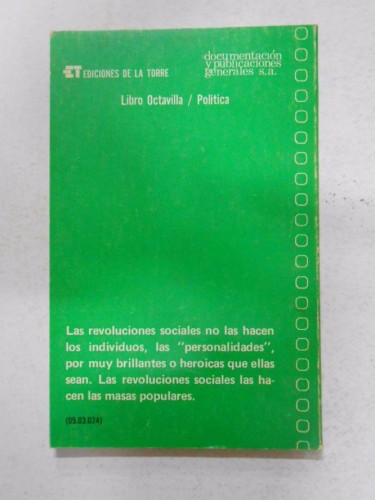 ET EDICIONES DE LA TORRE
documentación
y publicaciones
generales s.a.
Libro Octavilla / Politica
Las revoluciones sociales no las hacen
los individuos, las "personalidades",
por muy brillantes o heroicas que ellas
sean. Las revoluciones sociales las ha-
cen las masas populares.
(05.03.024)